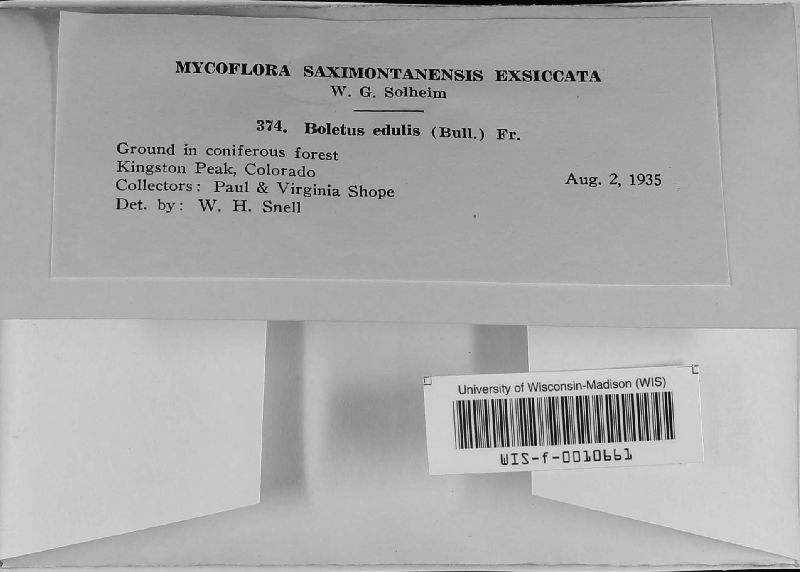 MYCOFLORA SAXIMONTANENSIS EXSICCATA
W. G. Solheim
374. Boletus edulis (Bull.) Fr.
Ground in coniferous forest
Kingston Peak, Colorado
Aug. 2, 1935
Collectors: Paul & Virginia Shope
Det. by: W. H. Snell
University of Wisconsin-Madison (WIS)
WIS-f-0010661